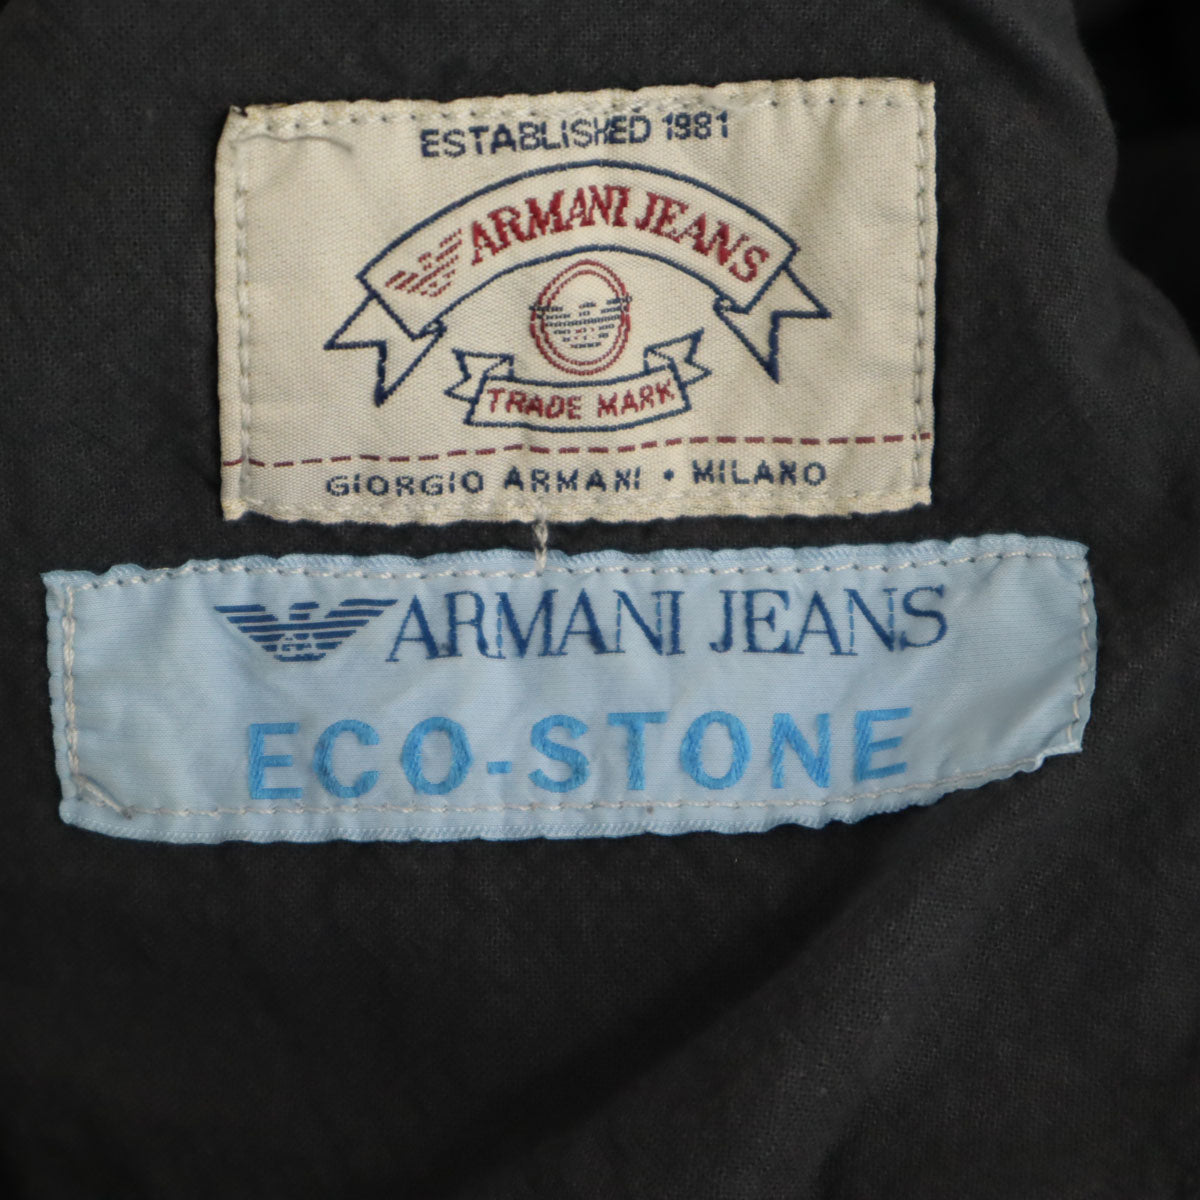 ESTABLISHED 1981
ARMANI JEANS
TRADE MARK
GIORGIO ARMANI • MILANO
ARMANI JEANS
ECO-STONE